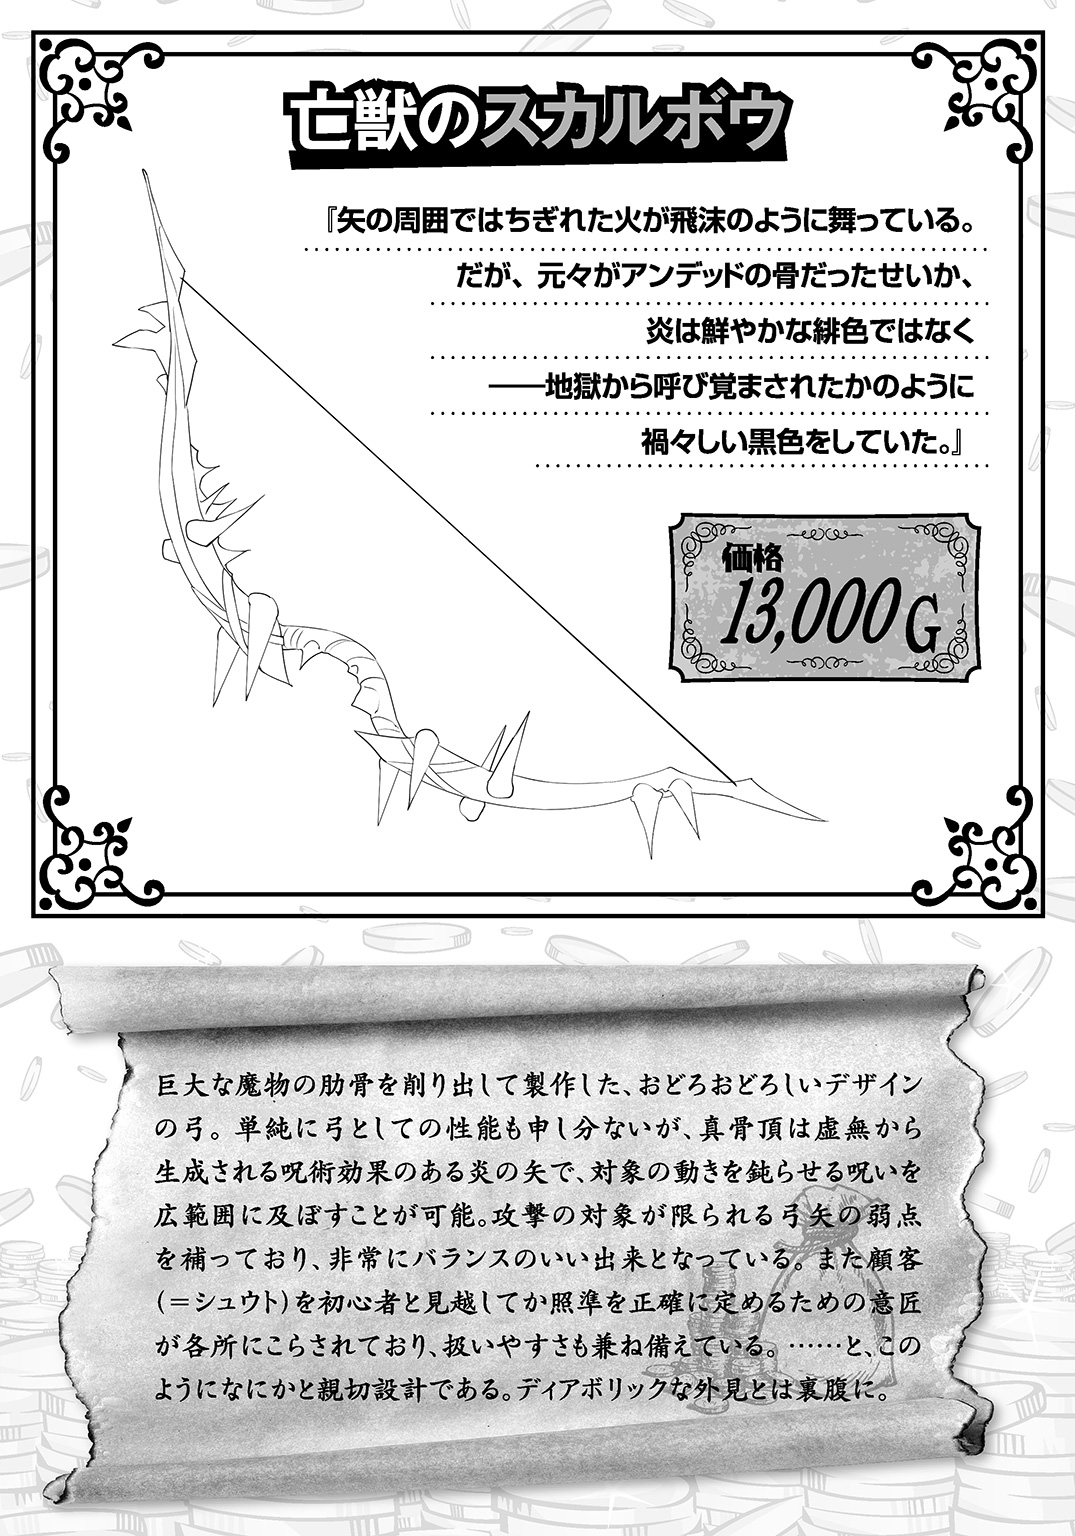 亡獣のスカルボウ
『矢の周囲ではちぎれた火が飛沫のように舞っている。
だが、元々がアンデッドの骨だったせいか、
炎は鮮やかな緋色ではなく
――地獄から呼び覚まされたかのように
禍々しい黒色をしていた。』
価格
13,000G
巨大な魔物の肋骨を削り出して製作した、おどろおどろしいデザイン
の弓。単純に弓としての性能も申し分ないが、真骨頂は虚無から
生成される呪術効果のある炎の矢で、対象の動きを鈍らせる呪いを
広範囲に及ぼすことが可能。攻撃の対象が限られる弓矢の弱点
を補っており、非常にバランスのいい出来となっている。また顧客
(=シュウト)を初心者と見越してか照準を正確に定めるための意匠
が各所にこらされており、扱いやすさも兼ね備えている。……と、この
ようになにかと親切設計である。ディアボリックな外見とは裏腹に。